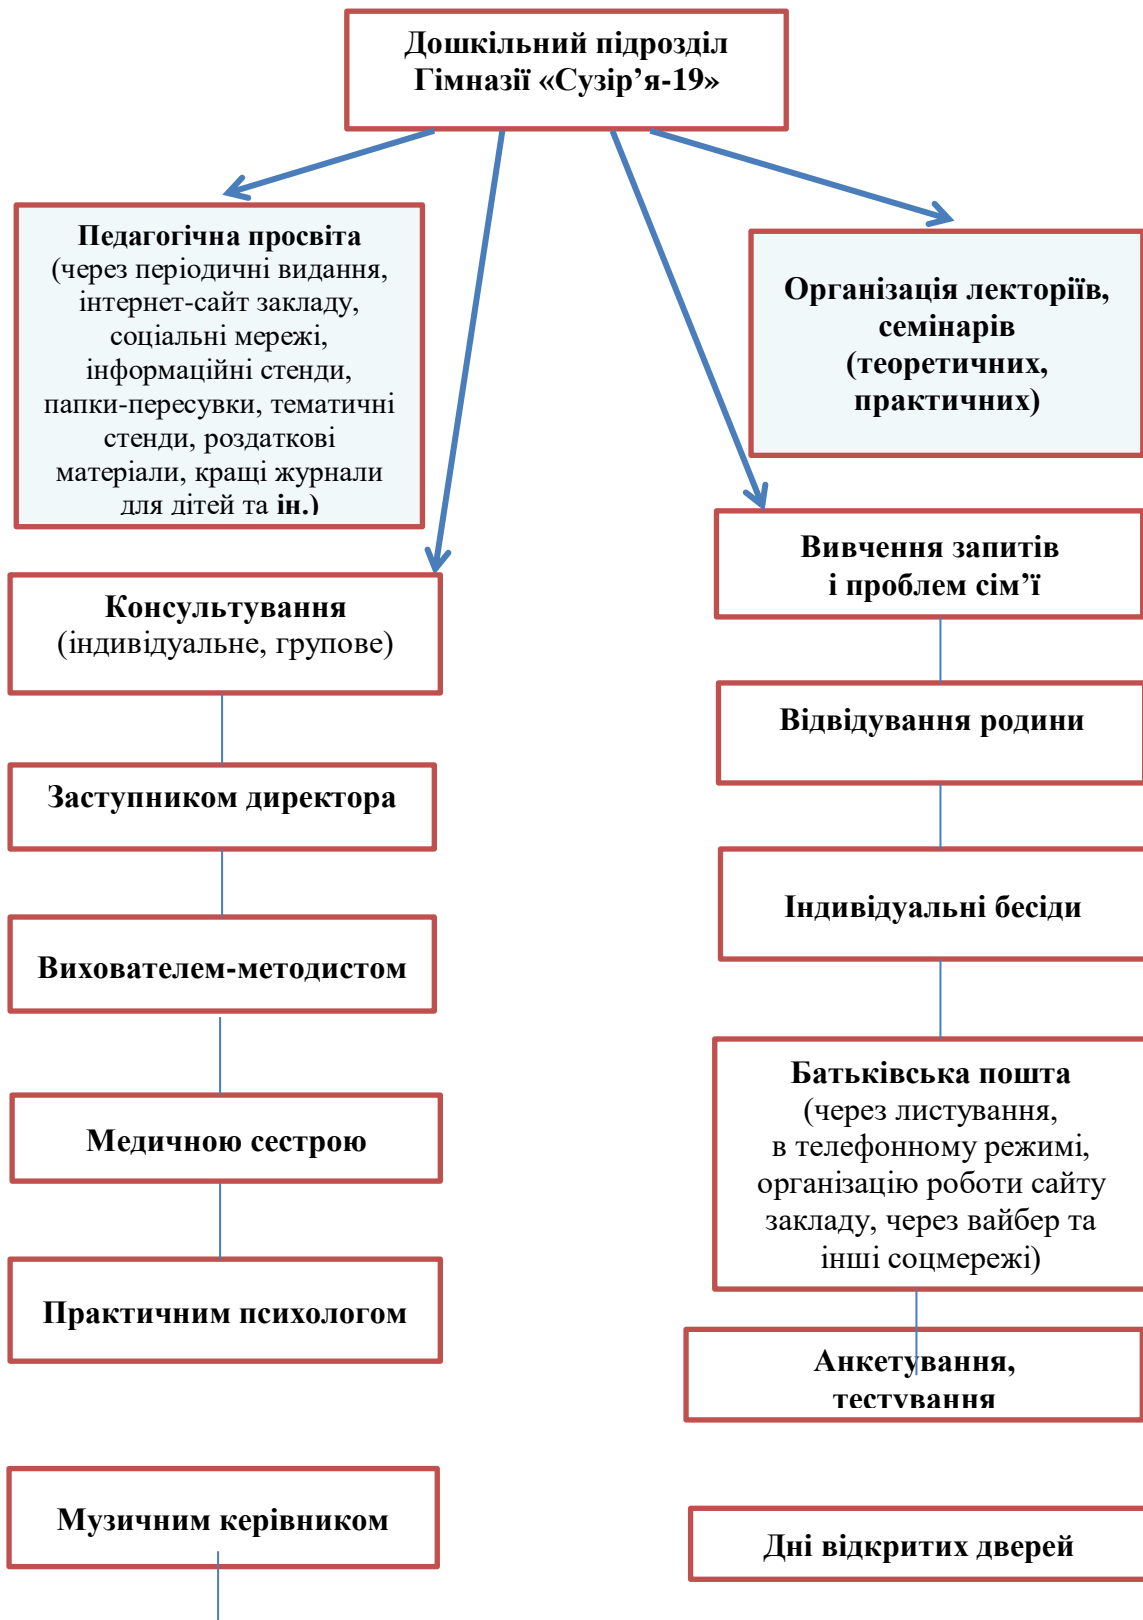 Дошкільний підрозділ
Гімназії «Сузір’я-19»
Педагогічна просвіта
(через періодичні видання,
інтернет-сайт закладу,
соціальні мережі,
інформаційні стенди,
папки-пересувки, тематичні
стенди, роздаткові
матеріали, кращі журнали
для дітей та ін.)
Організація лекторіїв,
семінарів
(теоретичних,
практичних)
Консультування
(індивідуальне, групове)
Заступником директора
Вихователем-методистом
Медичною сестрою
Практичним психологом
Музичним керівником
Вивчення запитів
і проблем сім’ї
Відвідування родини
Індивідуальні бесіди
Батьківська пошта
(через листування,
в телефонному режимі,
організацію роботи сайту
закладу, через вайбер та
інші соцмережі)
Анкетування,
тестування
Дні відкритих дверей